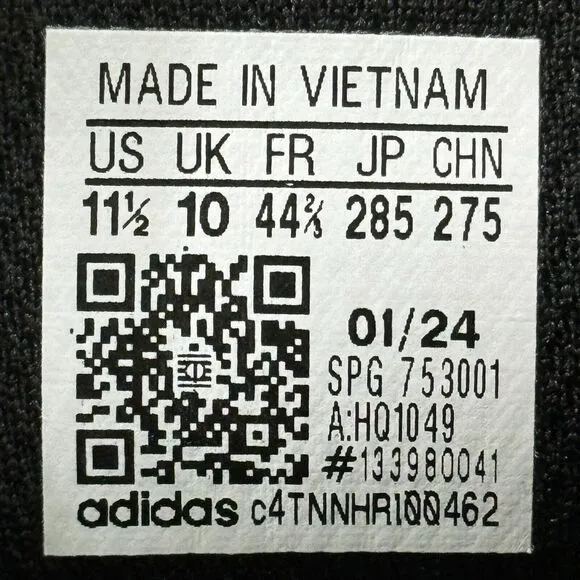 MADE IN VIETNAM
US UK FR JP CHN
11½ 10 44⅔ 285 275
01/24
SPG 753001
A:HQ1049
#133980041
adidas c4TNNHR1QQ462